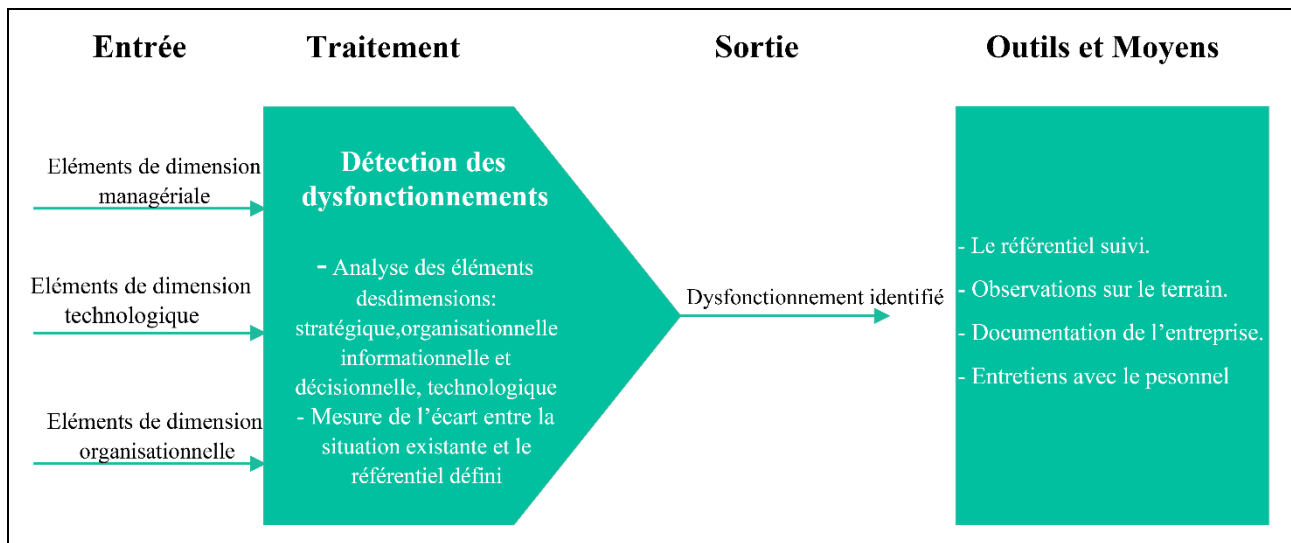 Entrée
Traitement
Sortie
Outils et Moyens
Eléments de dimension
managériale
Eléments de dimension
technologique
Eléments de dimension
organisationnelle
Détection des
dysfonctionnements
- Analyse des éléments
desdimensions:
stratégique,organisationnelle
informationnelle et
décisionnelle, technologique
- Mesure de l’écart entre la
situation existante et le
référentiel défini
Dysfonctionnement identifié
- Le référentiel suivi.
- Observations sur le terrain.
- Documentation de l’entreprise.
- Entretiens avec le pesonnel